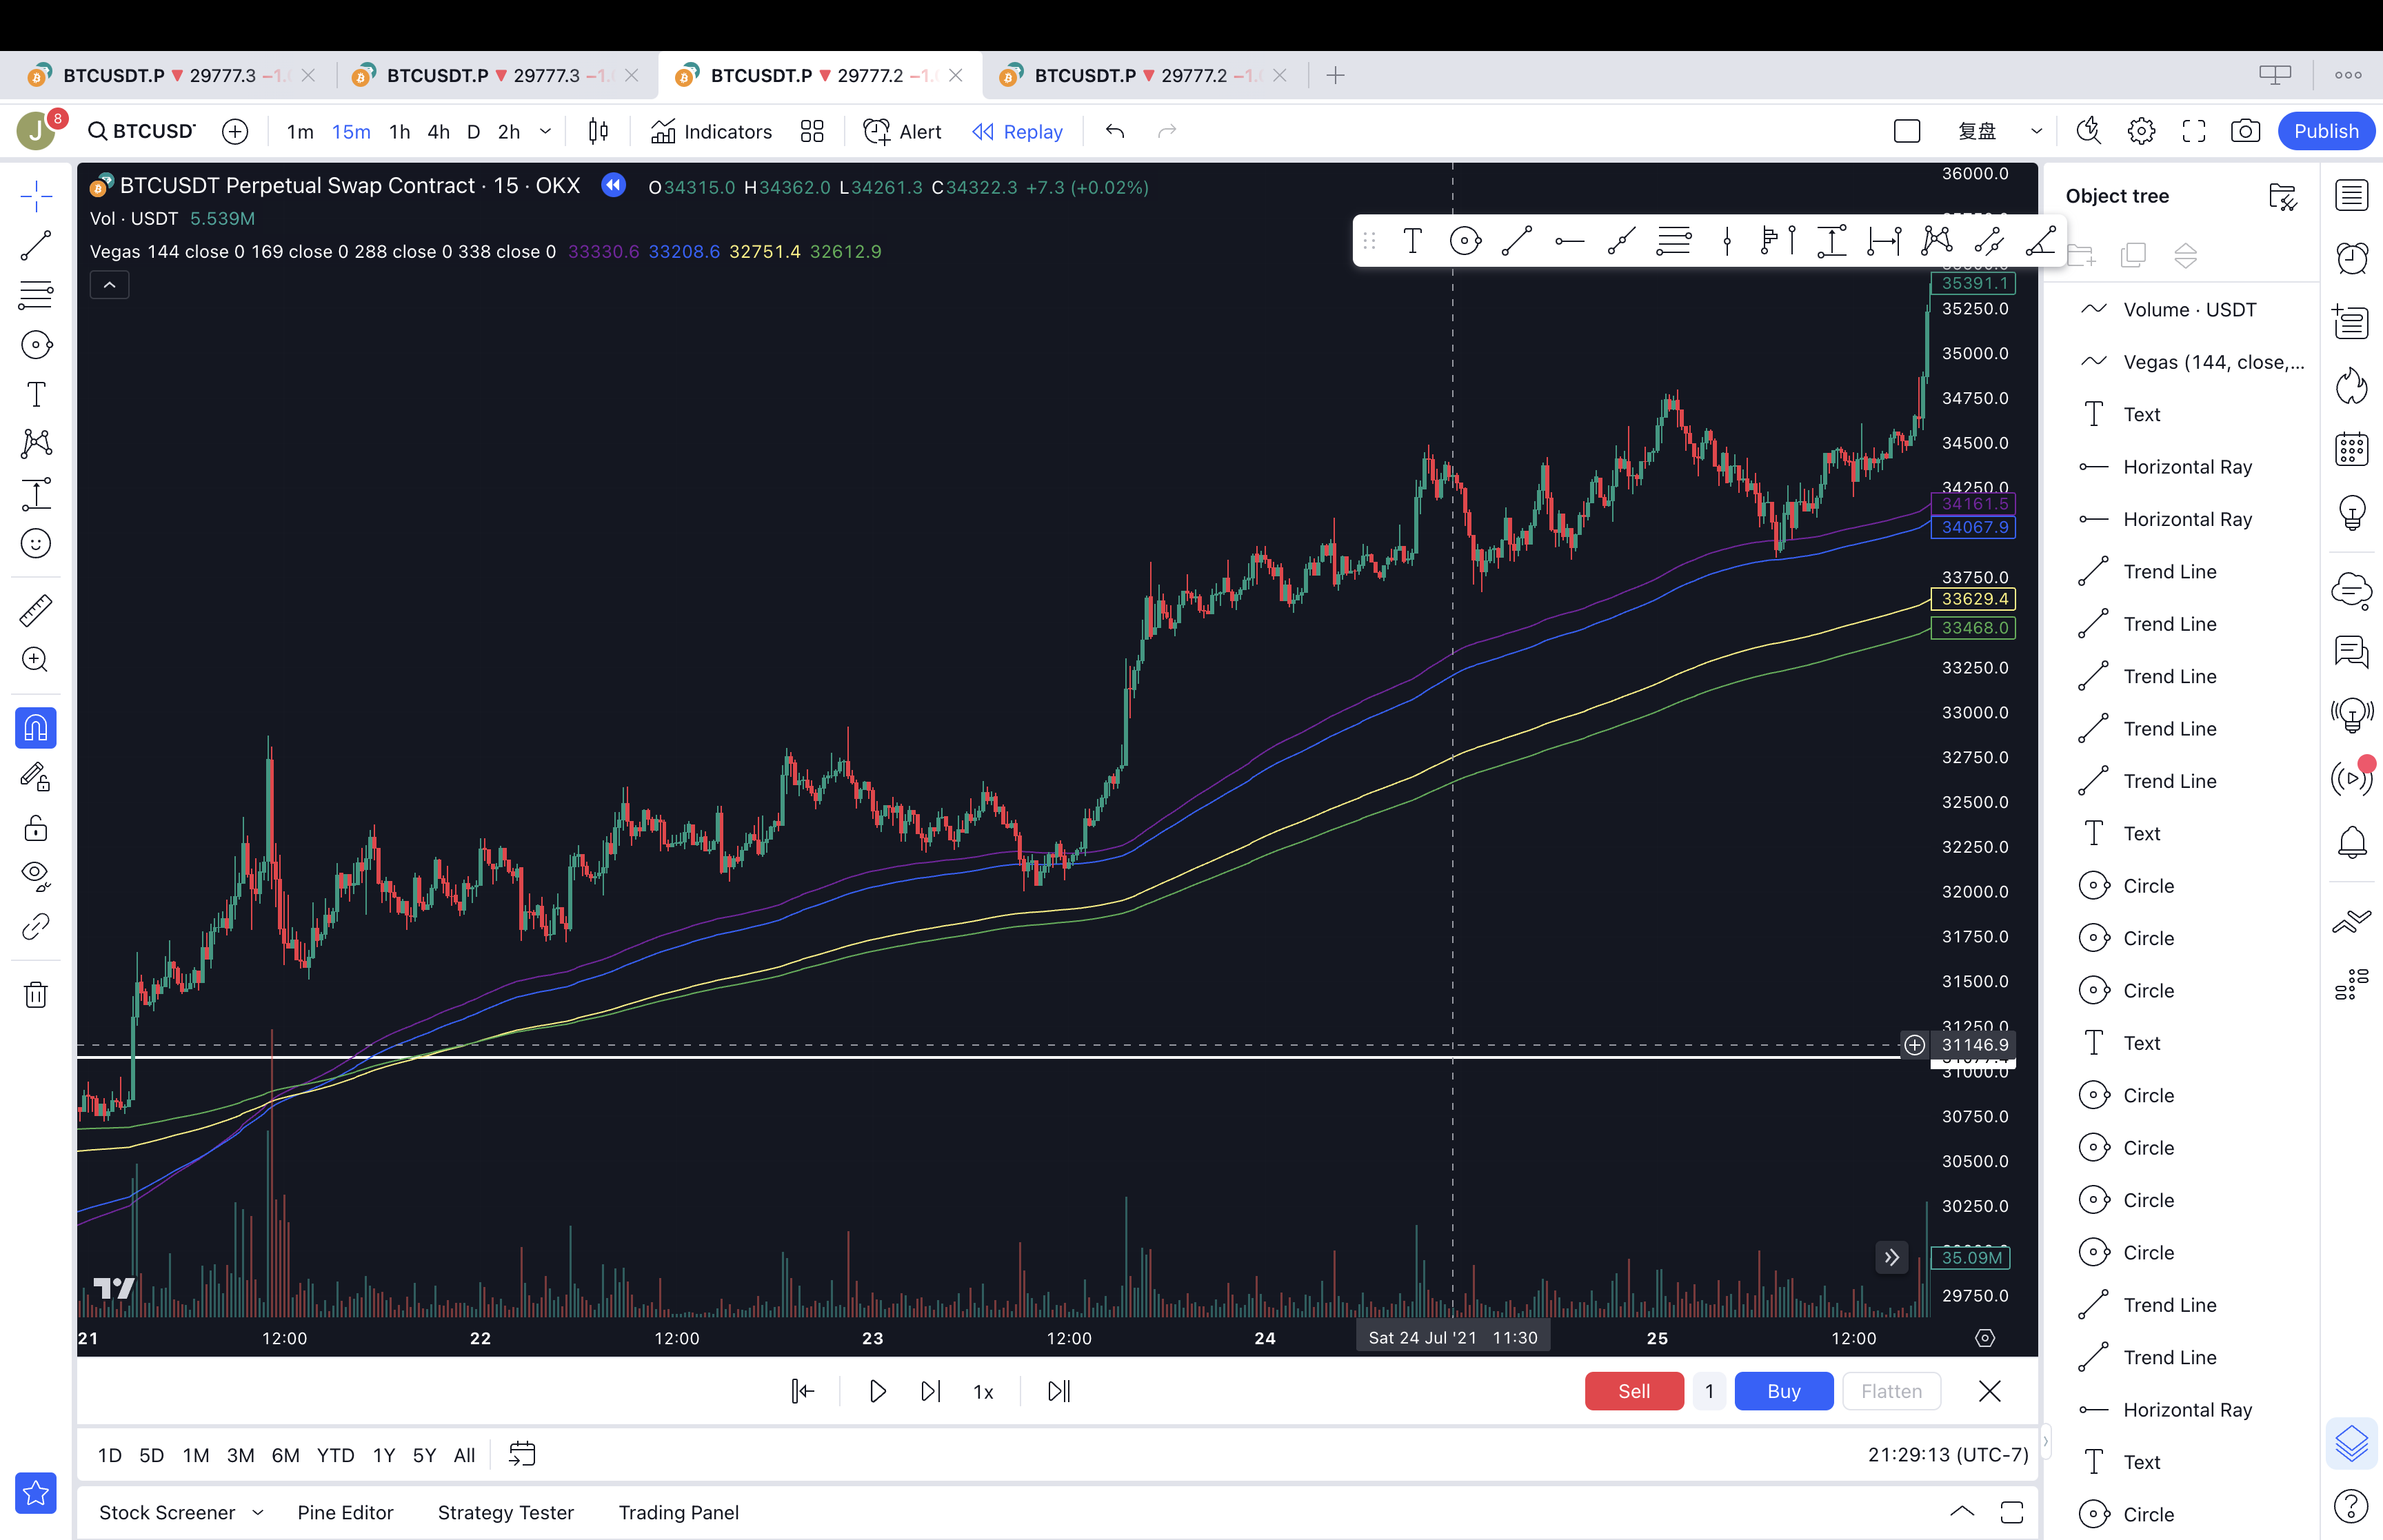 BTCUSDT.P ▼ 29777.3 −1.
BTCUSDT.P ▼ 29777.3 −1.
BTCUSDT.P ▼ 29777.2 −1.
BTCUSDT.P ▼ 29777.2 −1.
J 8 BTCUSD 1m 15m 1h 4h D 2h Indicators Alert Replay 复盘 Publish
BTCUSDT Perpetual Swap Contract · 15 · OKX O34315.0 H34362.0 L34261.3 C34322.3 +7.3 (+0.02%)
Vol · USDT 5.539M
Vegas 144 close 0 169 close 0 288 close 0 338 close 0 33330.6 33208.6 32751.4 32612.9
36000.0
35391.1
35250.0
35000.0
34750.0
34500.0
34250.0
34161.5
34067.9
33750.0
33629.4
33468.0
33250.0
33000.0
32750.0
32500.0
32250.0
32000.0
31750.0
31500.0
31250.0
31146.9
31000.0
30750.0
30500.0
30250.0
35.09M
29750.0
21 12:00 22 12:00 23 12:00 24 Sat 24 Jul '21 11:30 25 12:00
1x Sell 1 Buy Flatten
1D 5D 1M 3M 6M YTD 1Y 5Y All 21:29:13 (UTC-7)
Stock Screener Pine Editor Strategy Tester Trading Panel
Object tree
Volume · USDT
Vegas (144, close,...
Text
Horizontal Ray
Horizontal Ray
Trend Line
Trend Line
Trend Line
Trend Line
Trend Line
Text
Circle
Circle
Circle
Text
Circle
Circle
Circle
Circle
Trend Line
Trend Line
Horizontal Ray
Text
Circle